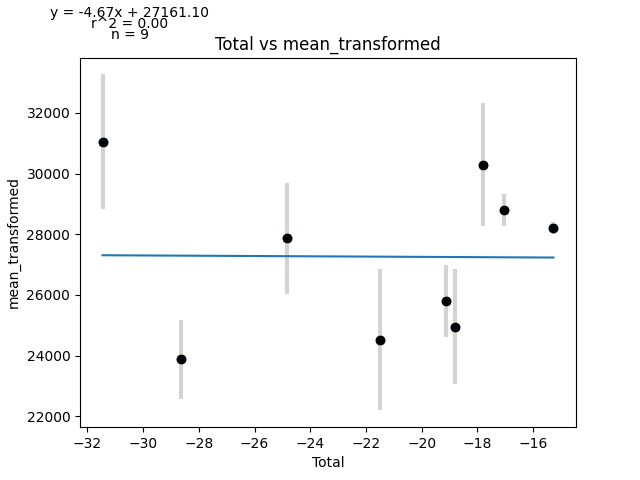 y = -4.67x + 27161.10
r^2 = 0.00
n = 9
Total vs mean_transformed
mean_transformed
32000
30000
28000
26000
24000
22000
−32
−30
−28
−26
−24
−22
−20
−18
−16
Total